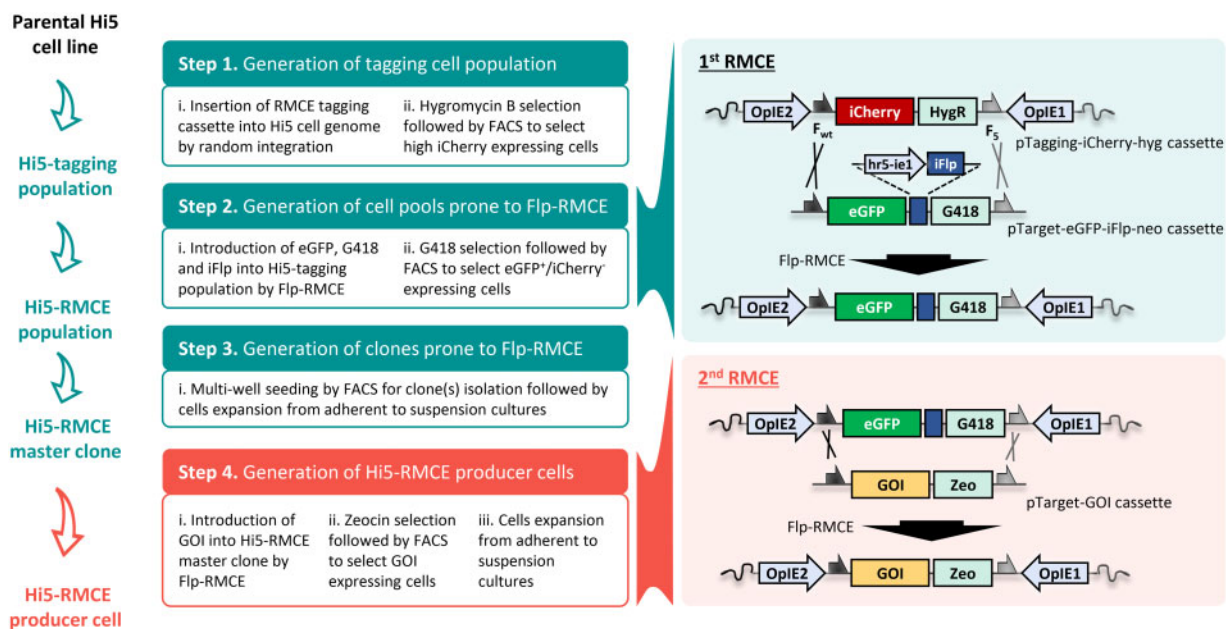 Parental Hi5
cell line
Hi5-tagging
population
Hi5-RMCE
population
Hi5-RMCE
master clone
Hi5-RMCE
producer cell
Step 1. Generation of tagging cell population
i. Insertion of RMCE tagging
cassette into Hi5 cell genome
by random integration
ii. Hygromycin B selection
followed by FACS to select
high iCherry expressing cells
Step 2. Generation of cell pools prone to Flp-RMCE
i. Introduction of eGFP, G418
and iFlp into Hi5-tagging
population by Flp-RMCE
ii. G418 selection followed by
FACS to select eGFP⁺/iCherry⁻
expressing cells
Step 3. Generation of clones prone to Flp-RMCE
i. Multi-well seeding by FACS for clone(s) isolation followed by
cells expansion from adherent to suspension cultures
Step 4. Generation of Hi5-RMCE producer cells
i. Introduction of
GOI into Hi5-RMCE
master clone by
Flp-RMCE
ii. Zeocin selection
followed by FACS
to select GOI
expressing cells
iii. Cells expansion
from adherent to
suspension
cultures
1st RMCE
OpIE2 iCherry HygR OpIE1
Fwt F5
pTagging-iCherry-hyg cassette
hr5-ie1 iFlp
eGFP G418
pTarget-eGFP-iFlp-neo cassette
Flp-RMCE
OpIE2 eGFP G418 OpIE1
2nd RMCE
OpIE2 eGFP G418 OpIE1
GOI Zeo
pTarget-GOI cassette
Flp-RMCE
OpIE2 GOI Zeo OpIE1